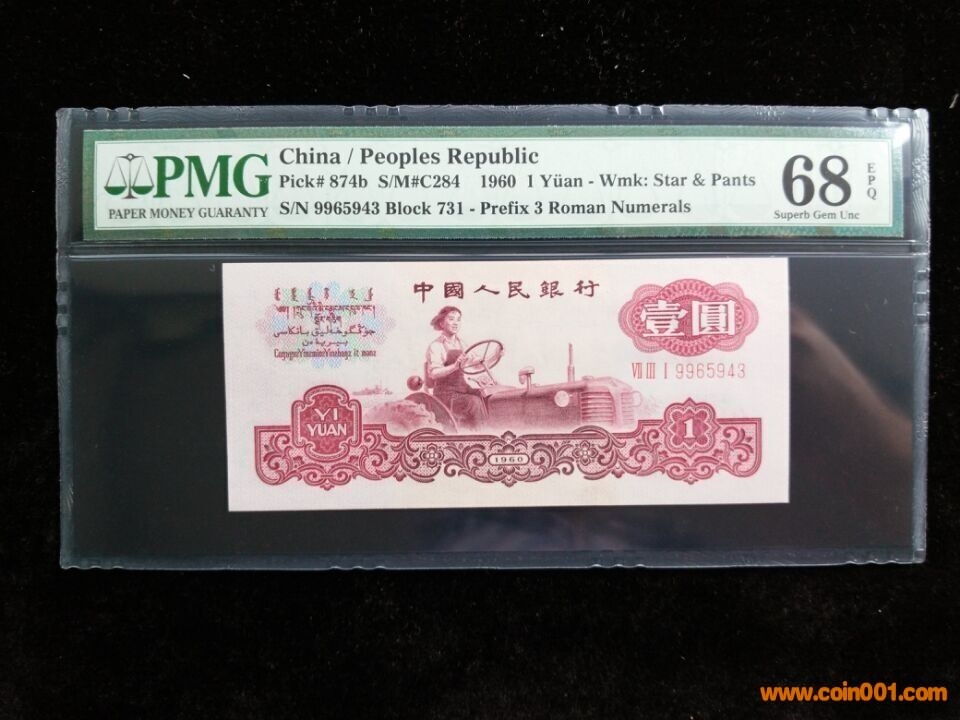 PMG
PAPER MONEY GUARANTY
China / Peoples Republic
Pick# 874b S/M#C284 1960 1 Yüan - Wmk: Star & Pants
S/N 9965943 Block 731 - Prefix 3 Roman Numerals
68
EPQ
Superb Gem Unc
中國人民銀行
壹圓
VII III I 9965943
YI
YUAN
1960
1
www.coin001.com